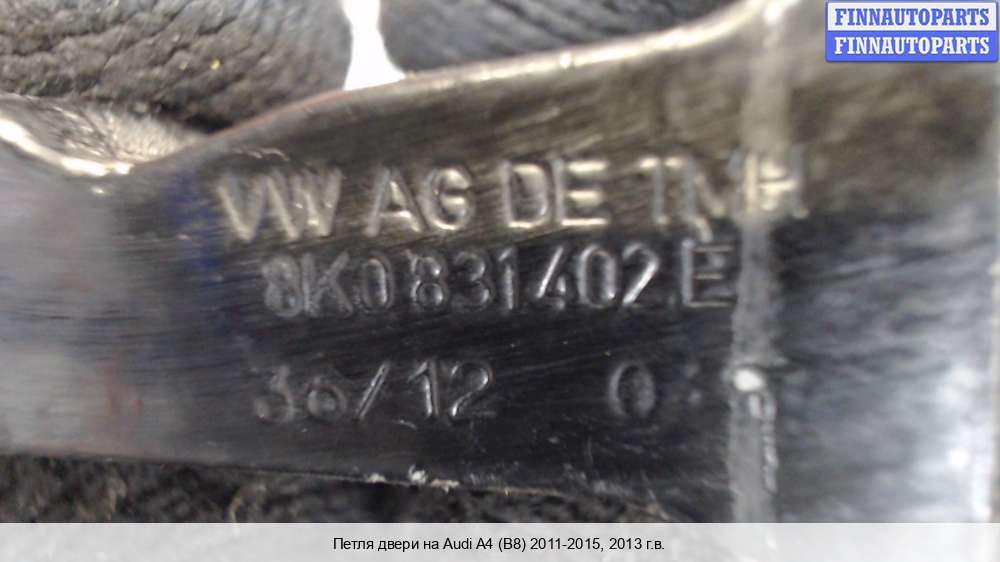 FINNAUTOPARTS
FINNAUTOPARTS
VW AG DE TMH
8K0 831 402 E
36/12 0
Петля двери на Audi A4 (B8) 2011-2015, 2013 г.в.